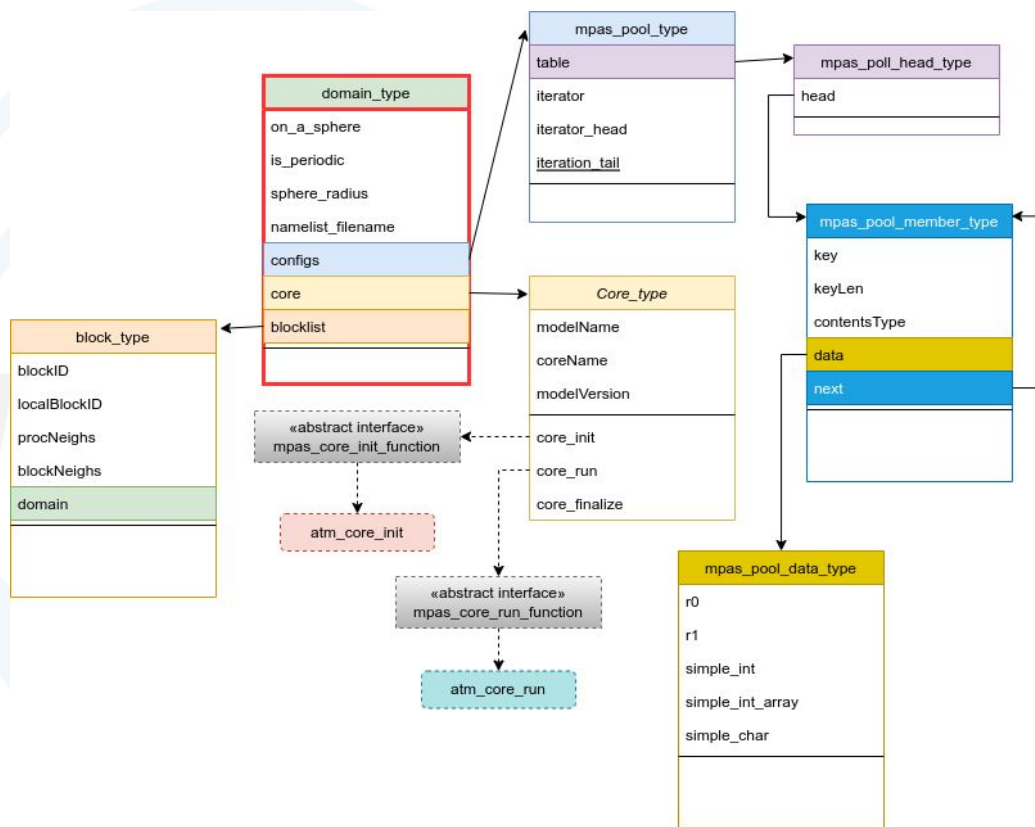 mpas_pool_type
table
iterator
iterator_head
iteration_tail
mpas_poll_head_type
head
domain_type
on_a_sphere
is_periodic
sphere_radius
namelist_filename
configs
core
blocklist
mpas_pool_member_type
key
keyLen
contentsType
data
next
Core_type
modelName
coreName
modelVersion
core_init
core_run
core_finalize
block_type
blockID
localBlockID
procNeighs
blockNeighs
domain
«abstract interface»
mpas_core_init_function
atm_core_init
«abstract interface»
mpas_core_run_function
atm_core_run
mpas_pool_data_type
r0
r1
simple_int
simple_int_array
simple_char